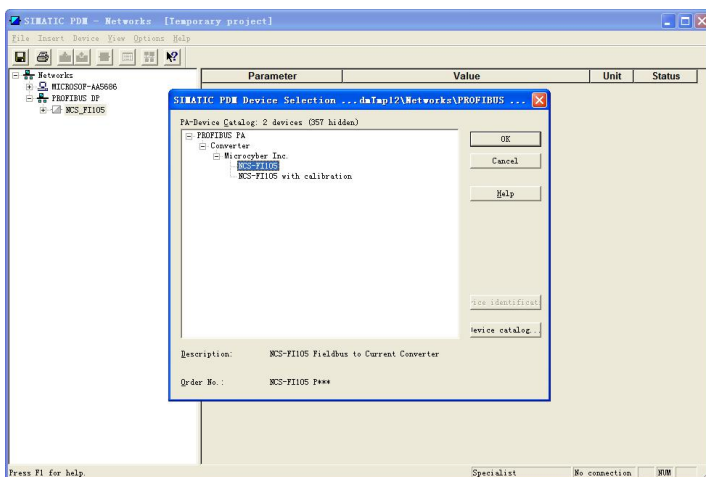 SIMATIC PDM - Networks [Temporary project]
File Insert Device View Options Help
Networks
MICROSOF-AA5686
PROFIBUS DP
NCS_FI105
Parameter Value Unit Status
SIMATIC PDM Device Selection ...dmTmpl2\Networks\PROFIBUS ...
PA-Device Catalog: 2 devices (357 hidden)
PROFIBUS PA
Converter
Microcyber Inc.
NCS-FI105
NCS-FI105 with calibration
OK
Cancel
Help
vice identificat
evice catalog..
Description: NCS-FI105 Fieldbus to Current Converter
Order No.: NCS-FI105 P***
Press F1 for help. Specialist No connection NUM